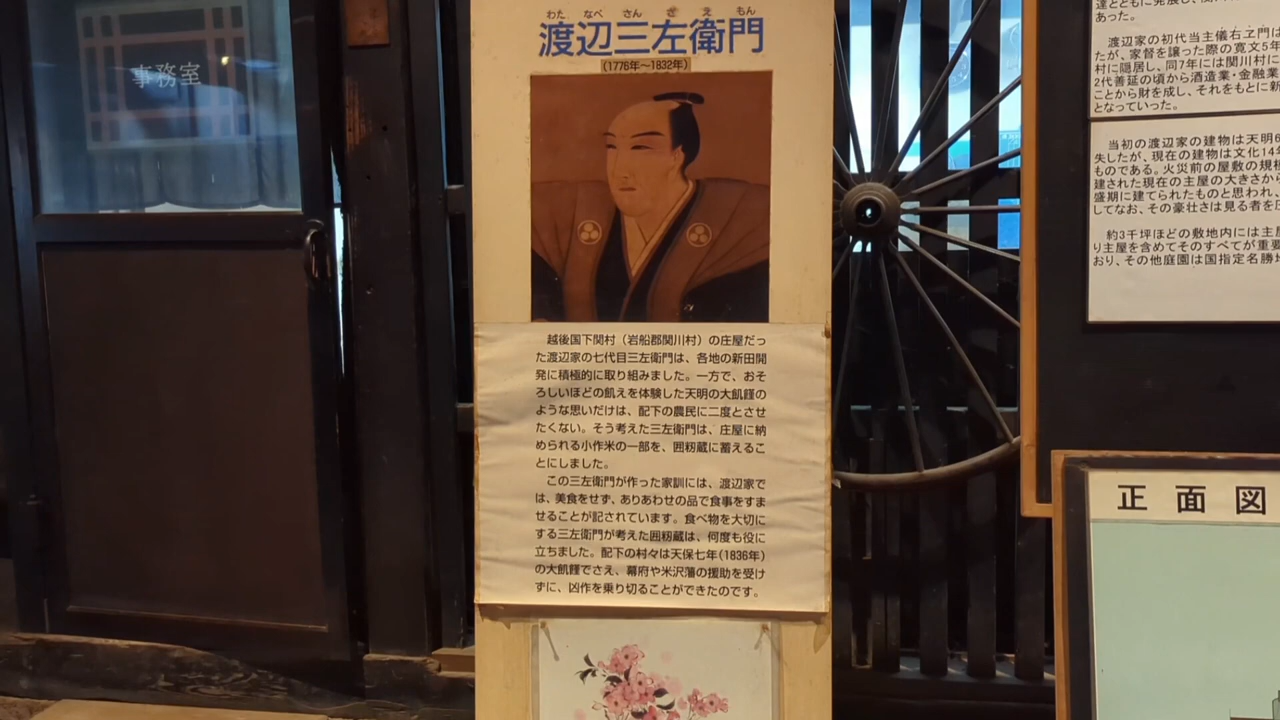 事務室
わた なべ さん ざ え もん
渡辺三左衛門
(1776年～1832年)
越後国下関村（岩船郡関川村）の庄屋だっ
た渡辺家の七代目三左衛門は、各地の新田開
発に積極的に取り組みました。一方で、おそ
ろしいほどの飢えを体験した天明の大飢饉の
ような思いだけは、配下の農民に二度とさせ
たくない。そう考えた三左衛門は、庄屋に納
められる小作米の一部を、囲籾蔵に蓄えるこ
とにしました。
この三左衛門が作った家訓には、渡辺家で
は、美食をせず、ありあわせの品で食事をすま
せることが記されています。食べ物を大切に
する三左衛門が考えた囲籾蔵は、何度も役に
立ちました。配下の村々は天保七年(1836年)
の大飢饉でさえ、幕府や米沢藩の援助を受け
ずに、凶作を乗り切ることができたのです。
達とともに発展し、関川
あった。
渡辺家の初代当主儀右ヱ門は
たが、家督を譲った際の寛文5年
村に隠居し、同7年には関川村に
2代善延の頃から酒造業・金融業
ことから財を成し、それをもとに新
となっていった。
当初の渡辺家の建物は天明
失したが、現在の建物は文化14年
ものである。火災前の屋敷の規模
建された現在の主屋の大きさから
盛期に建てられたものと思われ、
してなお、その豪壮さは見る者を圧
約3千坪ほどの敷地内には主屋
り主屋を含めてそのすべてが重要
おり、その他庭園は国指定名勝地
正面図